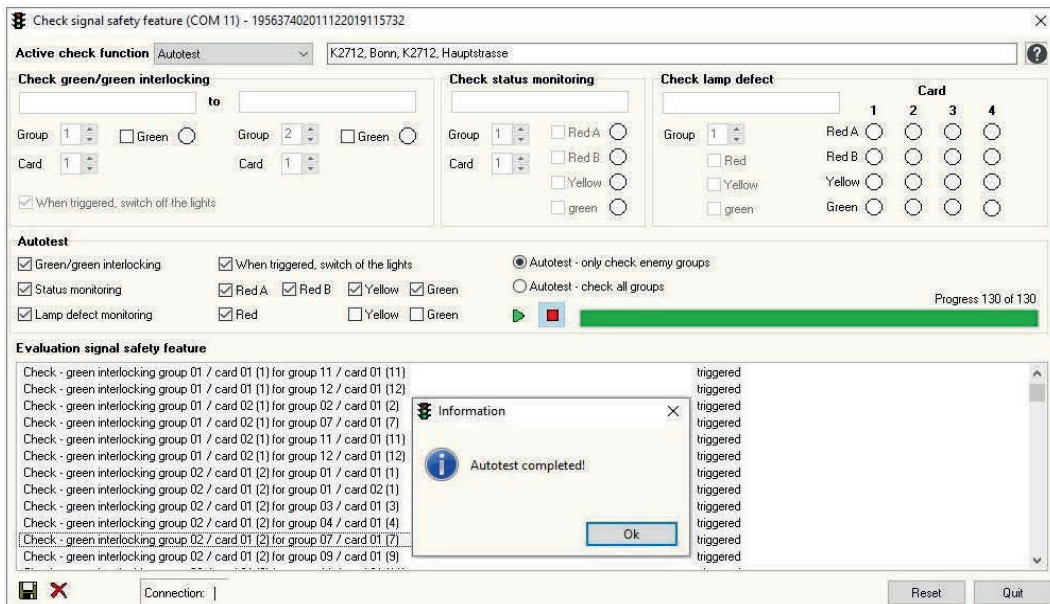 Check signal safety feature (COM 11) - 195637402011122019115732
Active check function Autotest K2712, Bonn, K2712, Hauptstrasse
Check green/green interlocking
to
Group 1 Green Group 2 Green
Card 1 Card 1
When triggered, switch off the lights
Check status monitoring
Group 1 Red A
Card 1 Red B
Yellow
green
Check lamp defect
Card
1 2 3 4
Group 1 Red A
Red Red B
Yellow Yellow
green Green
Autotest
Green/green interlocking When triggered, switch of the lights Autotest - only check enemy groups
Status monitoring Red A Red B Yellow Green Autotest - check all groups
Progress 130 of 130
Lamp defect monitoring Red Yellow Green
Evaluation signal safety feature
Check - green interlocking group 01 / card 01 (1) for group 11 / card 01 (11) triggered
Check - green interlocking group 01 / card 01 (1) for group 12 / card 01 (12) triggered
Check - green interlocking group 01 / card 02 (1) for group 02 / card 01 (2) triggered
Check - green interlocking group 01 / card 02 (1) for group 07 / card 01 (7) triggered
Check - green interlocking group 01 / card 02 (1) for group 11 / card 01 (11) triggered
Check - green interlocking group 01 / card 02 (1) for group 12 / card 01 (12) triggered
Check - green interlocking group 02 / card 01 (2) for group 01 / card 01 (1) triggered
Check - green interlocking group 02 / card 01 (2) for group 01 / card 02 (1) triggered
Check - green interlocking group 02 / card 01 (2) for group 03 / card 01 (3) triggered
Check - green interlocking group 02 / card 01 (2) for group 04 / card 01 (4) triggered
Check - green interlocking group 02 / card 01 (2) for group 07 / card 01 (7) triggered
Check - green interlocking group 02 / card 01 (2) for group 09 / card 01 (9) triggered
Information
Autotest completed!
Ok
Connection:
Reset Quit